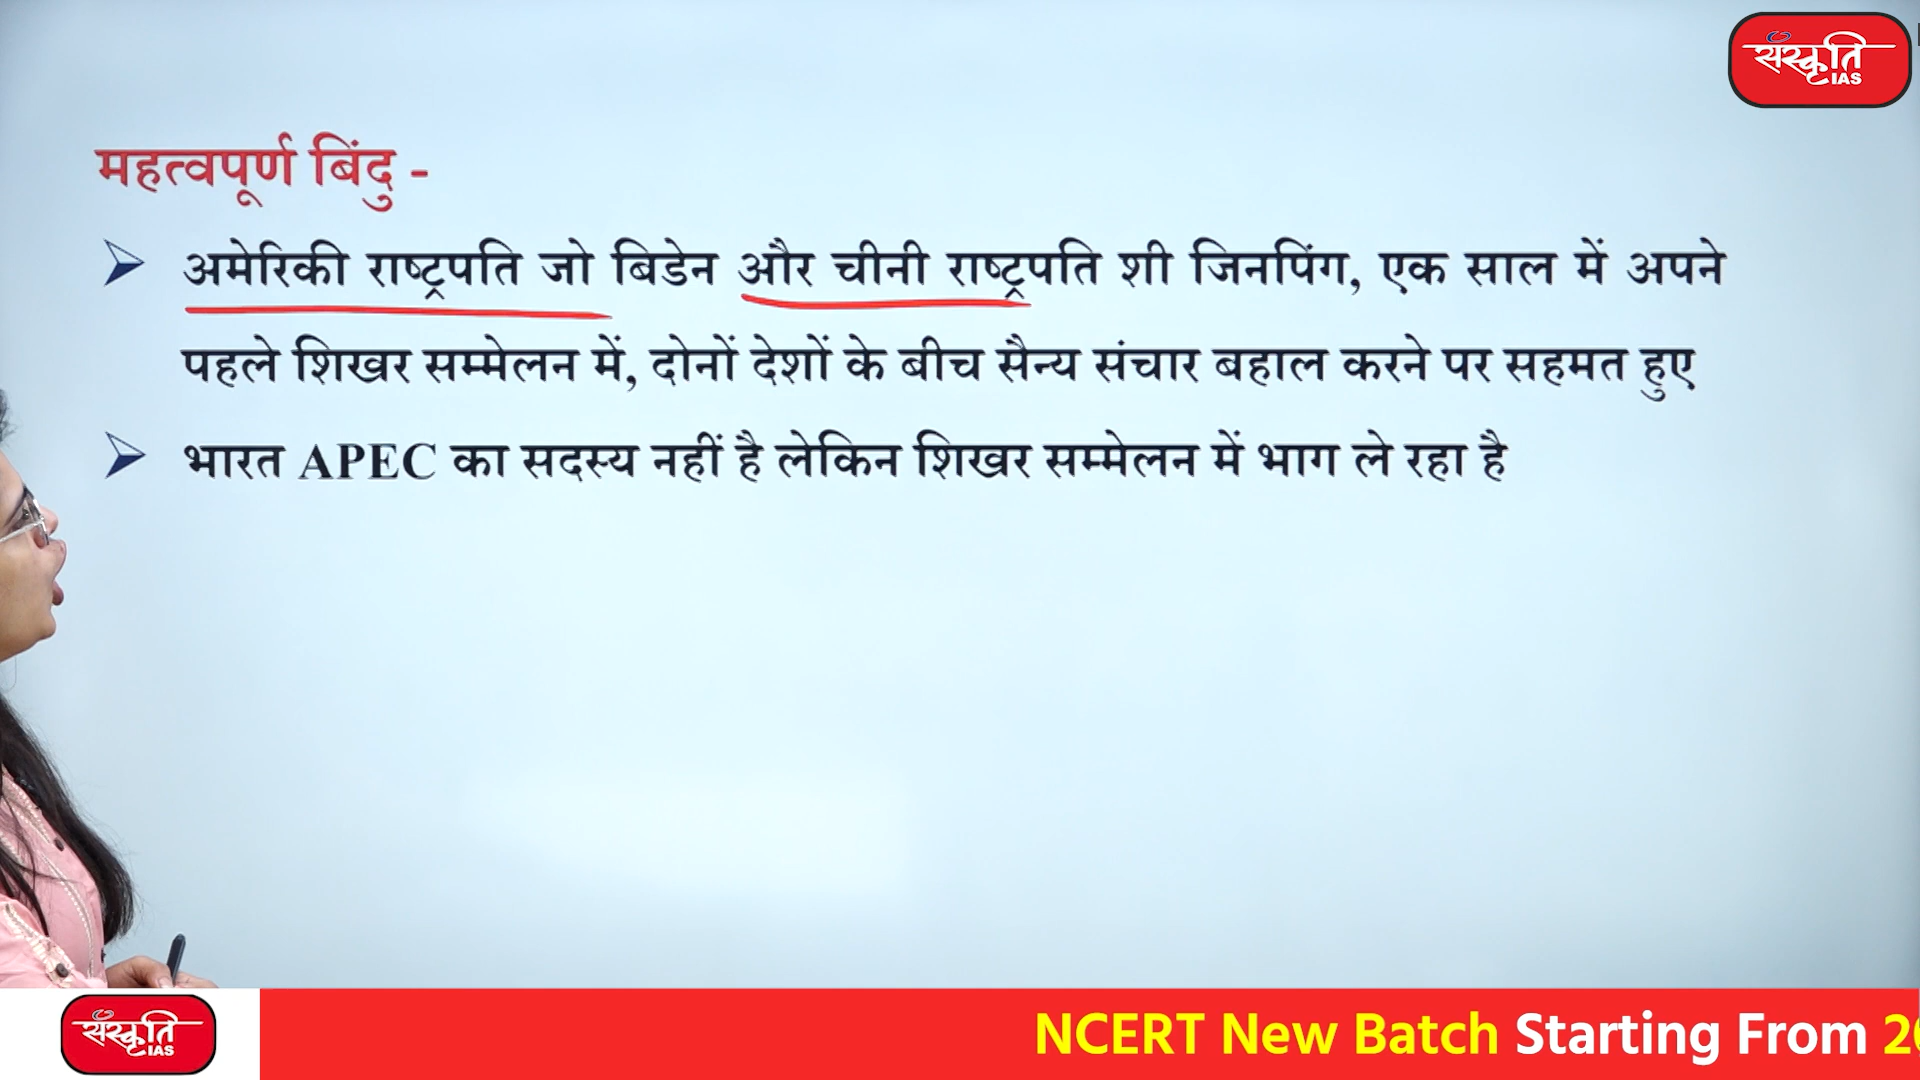 संस्कृति
IAS
महत्वपूर्ण बिंदु -
अमेरिकी राष्ट्रपति जो बिडेन और चीनी राष्ट्रपति शी जिनपिंग, एक साल में अपने
पहले शिखर सम्मेलन में, दोनों देशों के बीच सैन्य संचार बहाल करने पर सहमत हुए
भारत APEC का सदस्य नहीं है लेकिन शिखर सम्मेलन में भाग ले रहा है
संस्कृति
IAS
NCERT New Batch Starting From